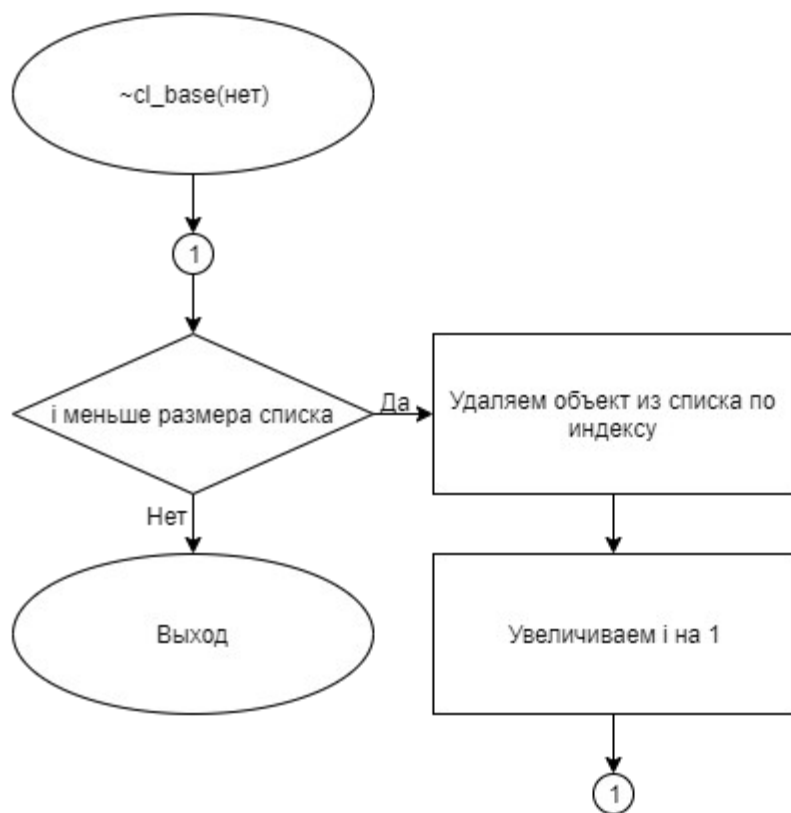 ~cl_base(нет)
1
i меньше размера списка
Да
Удаляем объект из списка по
индексу
Нет
Выход
Увеличиваем i на 1
1